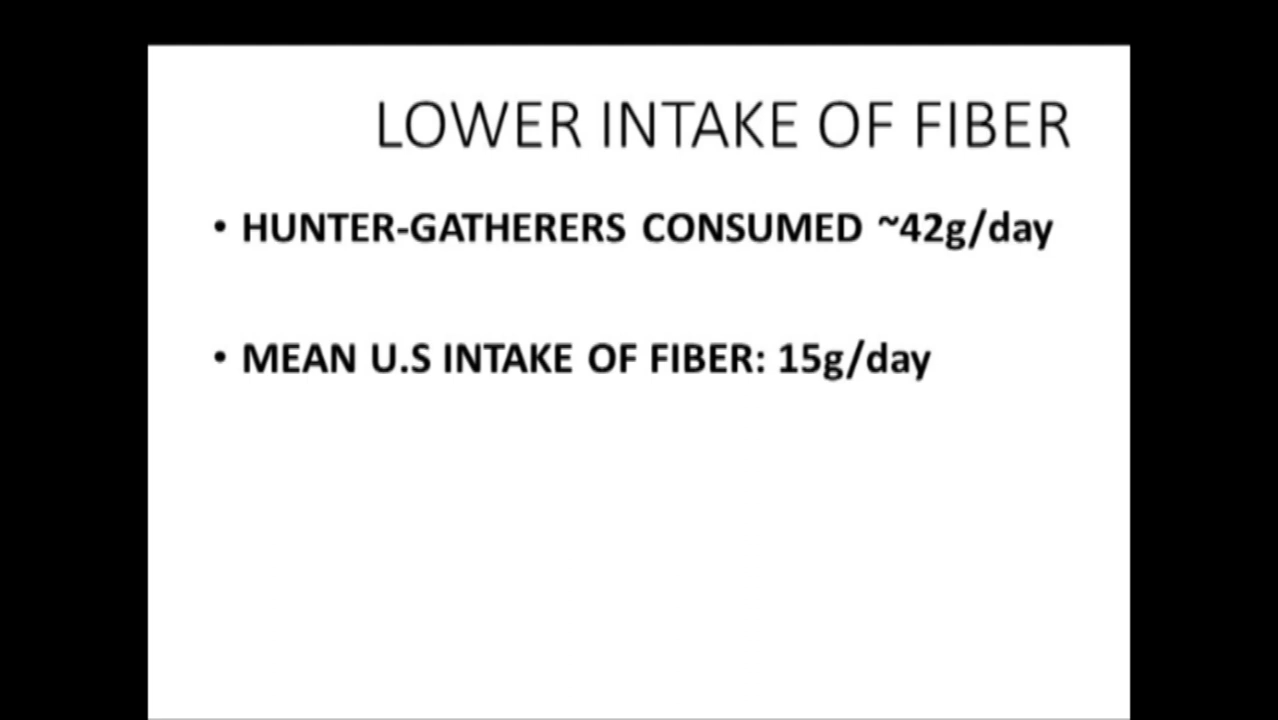 LOWER INTAKE OF FIBER
• HUNTER-GATHERERS CONSUMED ~42g/day
• MEAN U.S INTAKE OF FIBER: 15g/day